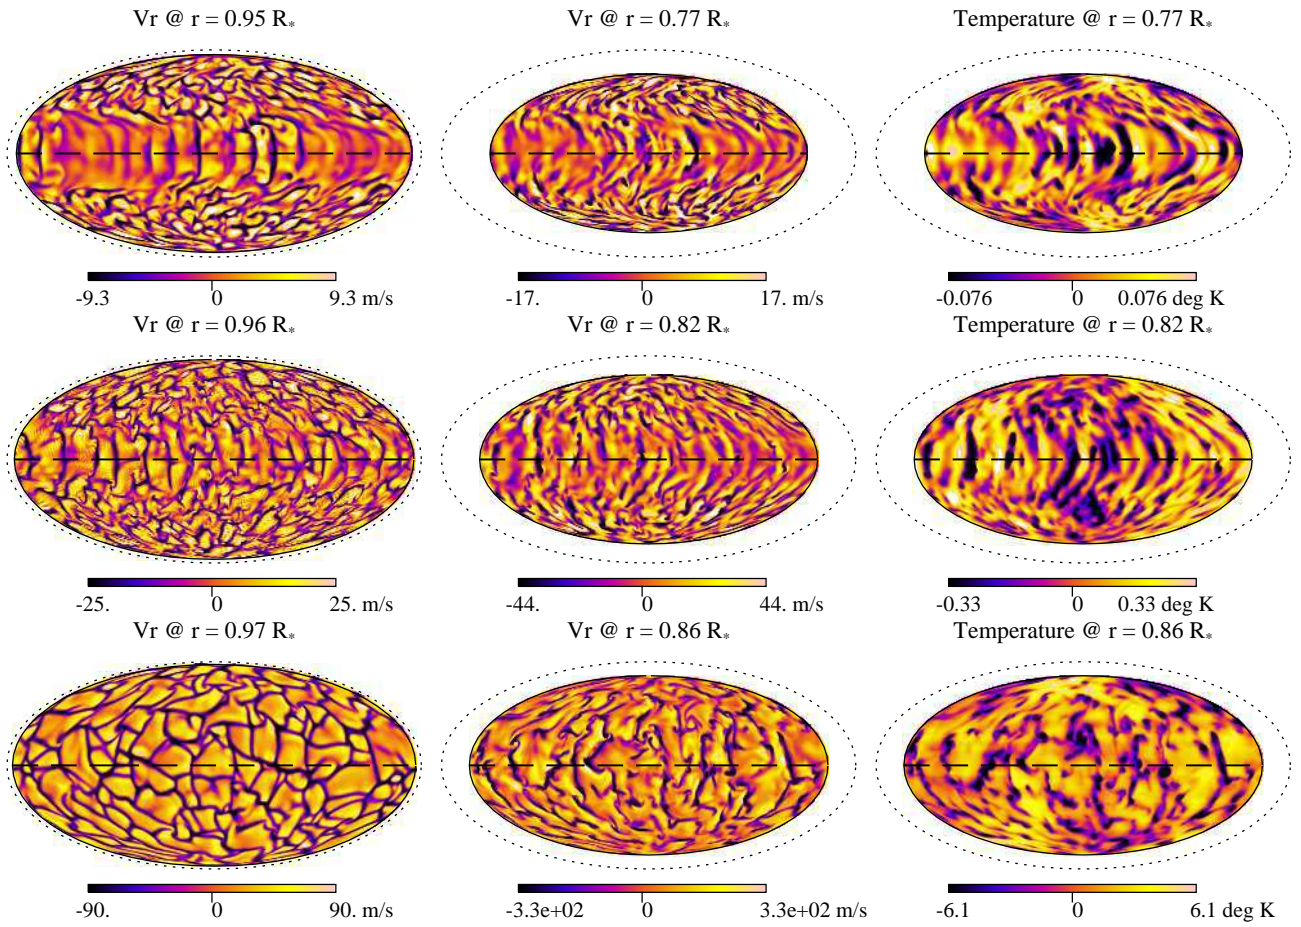 Vr @ r = 0.95 R*
Vr @ r = 0.77 R*
Temperature @ r = 0.77 R*
-9.3 0 9.3 m/s
-17. 0 17. m/s
-0.076 0 0.076 deg K
Vr @ r = 0.96 R*
Vr @ r = 0.82 R*
Temperature @ r = 0.82 R*
-25. 0 25. m/s
-44. 0 44. m/s
-0.33 0 0.33 deg K
Vr @ r = 0.97 R*
Vr @ r = 0.86 R*
Temperature @ r = 0.86 R*
-90. 0 90. m/s
-3.3e+02 0 3.3e+02 m/s
-6.1 0 6.1 deg K